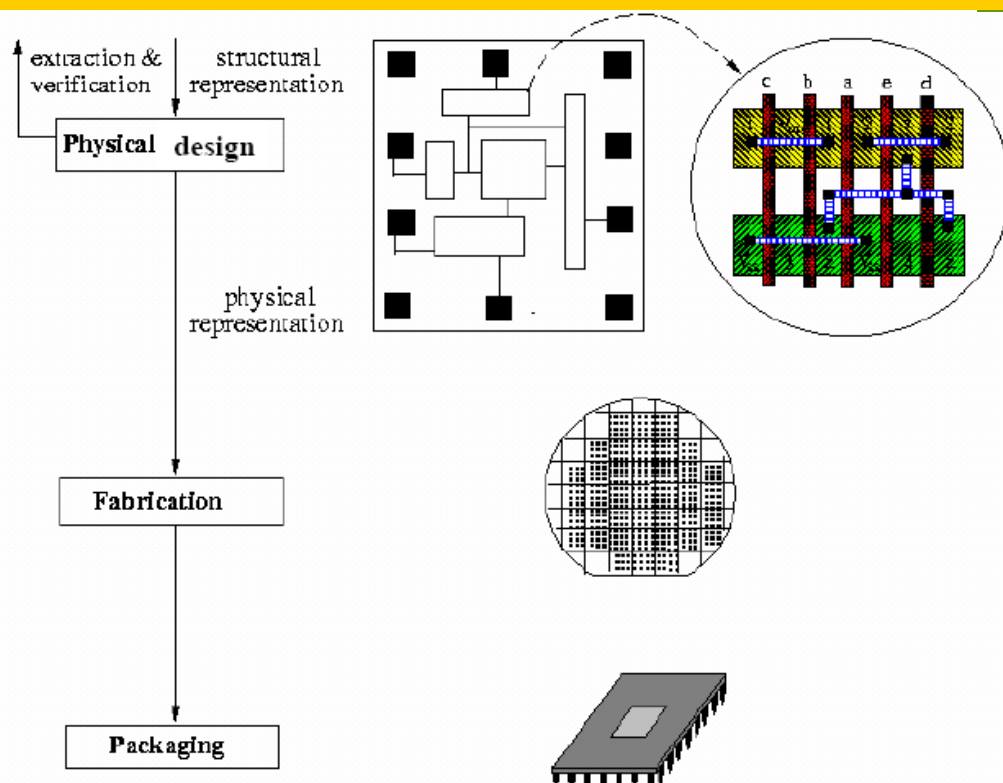 extraction &
verification
structural
representation
Physical design
c b a e d
physical
representation
Fabrication
Packaging